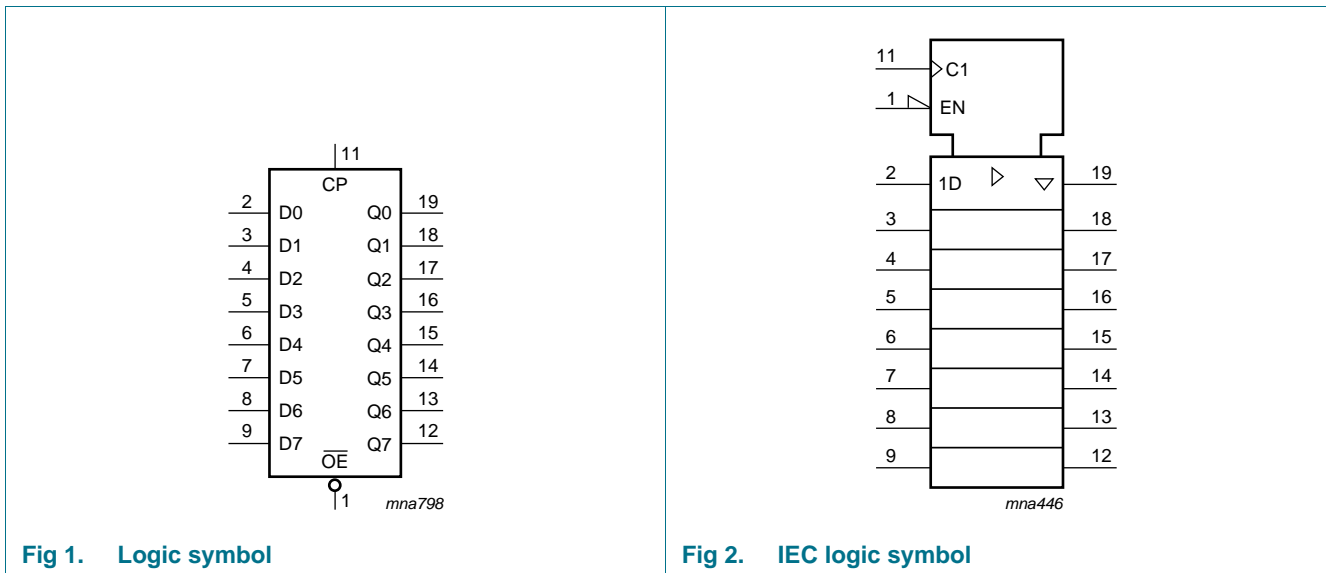 11
CP
2 D0 Q0 19
3 D1 Q1 18
4 D2 Q2 17
5 D3 Q3 16
6 D4 Q4 15
7 D5 Q5 14
8 D6 Q6 13
9 D7 Q7 12
OE
1 mna798
Fig 1. Logic symbol
11 C1
1 EN
2 1D 19
3 18
4 17
5 16
6 15
7 14
8 13
9 12
mna446
Fig 2. IEC logic symbol